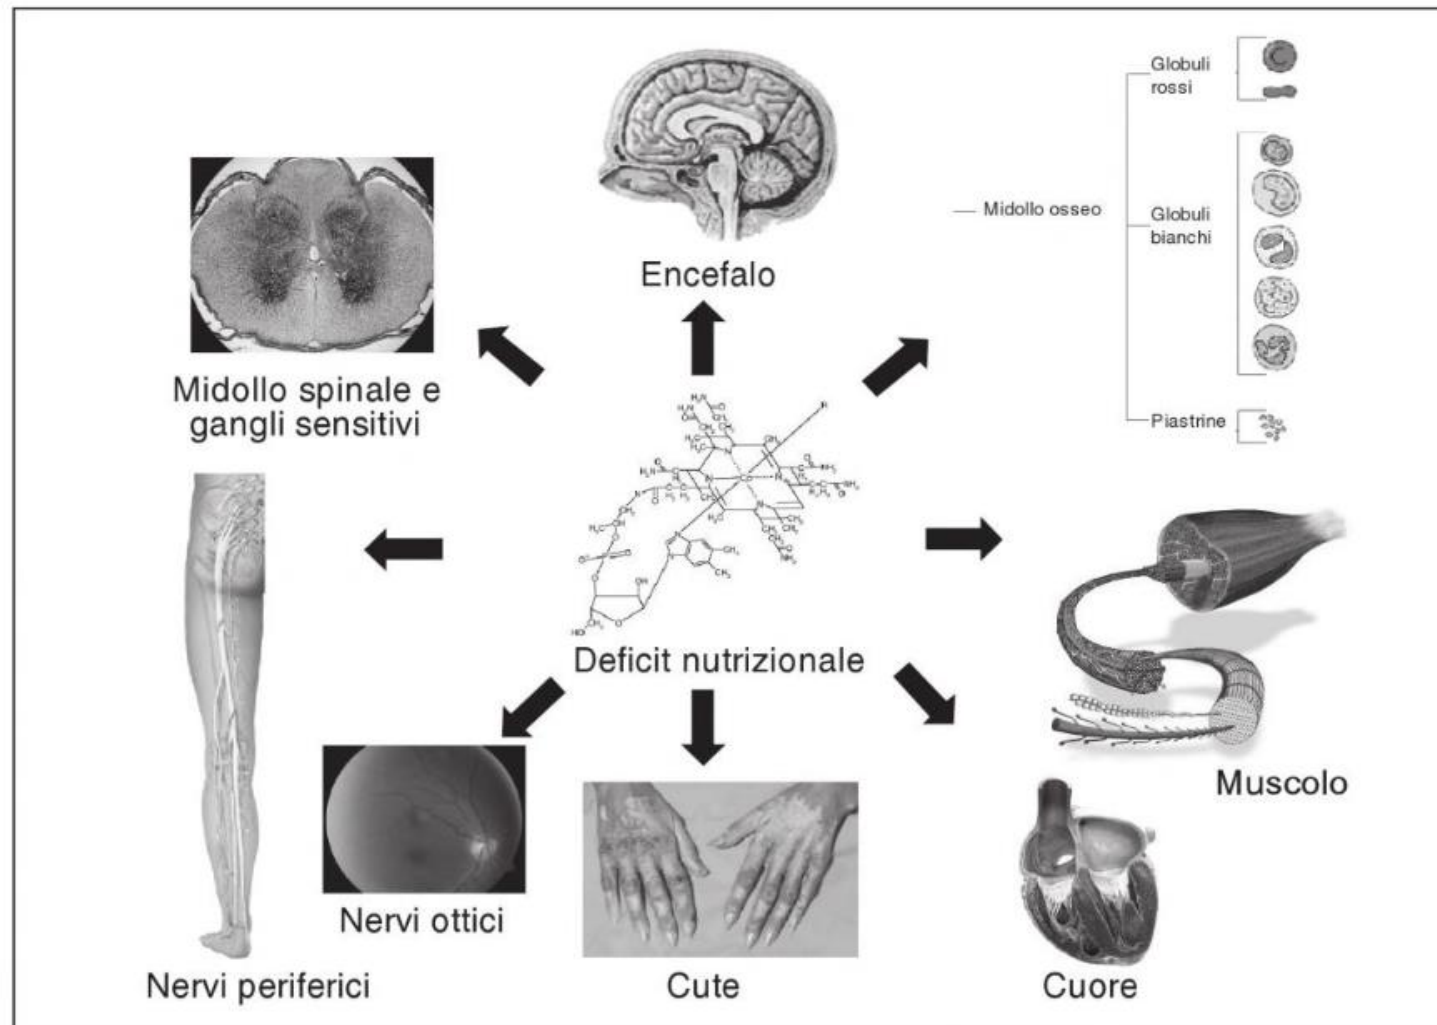 Globuli
rossi
Midollo osseo
Globuli
bianchi
Piastrine
Encefalo
Midollo spinale e
gangli sensitivi
Deficit nutrizionale
Muscolo
Nervi ottici
Nervi periferici
Cute
Cuore